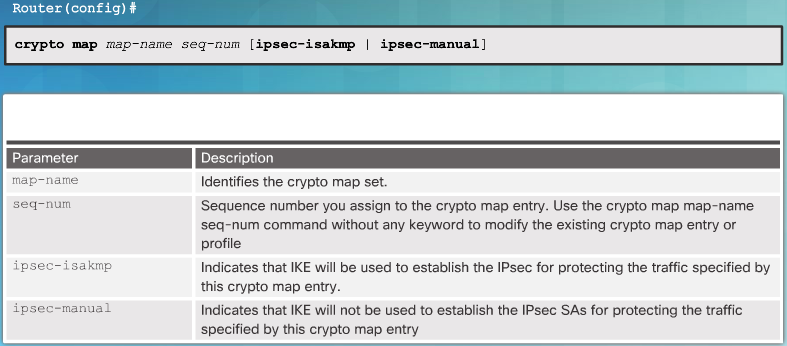 Router(config)#
crypto map map-name seq-num [ipsec-isakmp | ipsec-manual]
Parameter Description
map-name Identifies the crypto map set.
seq-num Sequence number you assign to the crypto map entry. Use the crypto map map-name
seq-num command without any keyword to modify the existing crypto map entry or
profile
ipsec-isakmp Indicates that IKE will be used to establish the IPsec for protecting the traffic specified by
this crypto map entry.
ipsec-manual Indicates that IKE will not be used to establish the IPsec SAs for protecting the traffic
specified by this crypto map entry